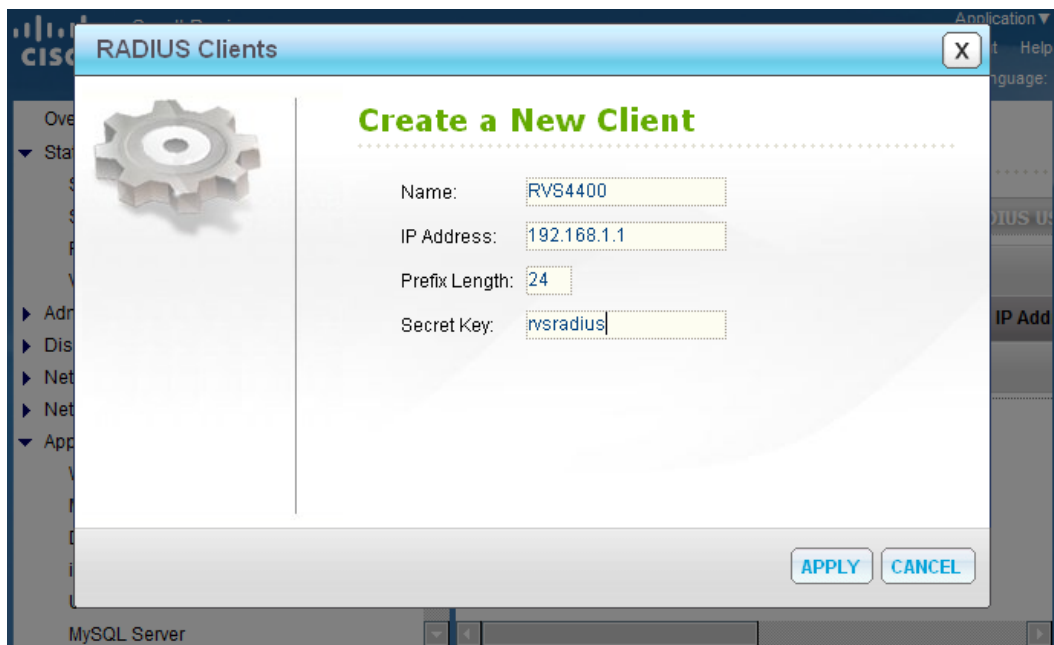 Application▼
CISC
RADIUS Clients
X
Help
Create a New Client
Name: RVS4400
IP Address: 192.168.1.1
Prefix Length: 24
Secret Key: rvsradius
IP Add
APPLY CANCEL
MySQL Server